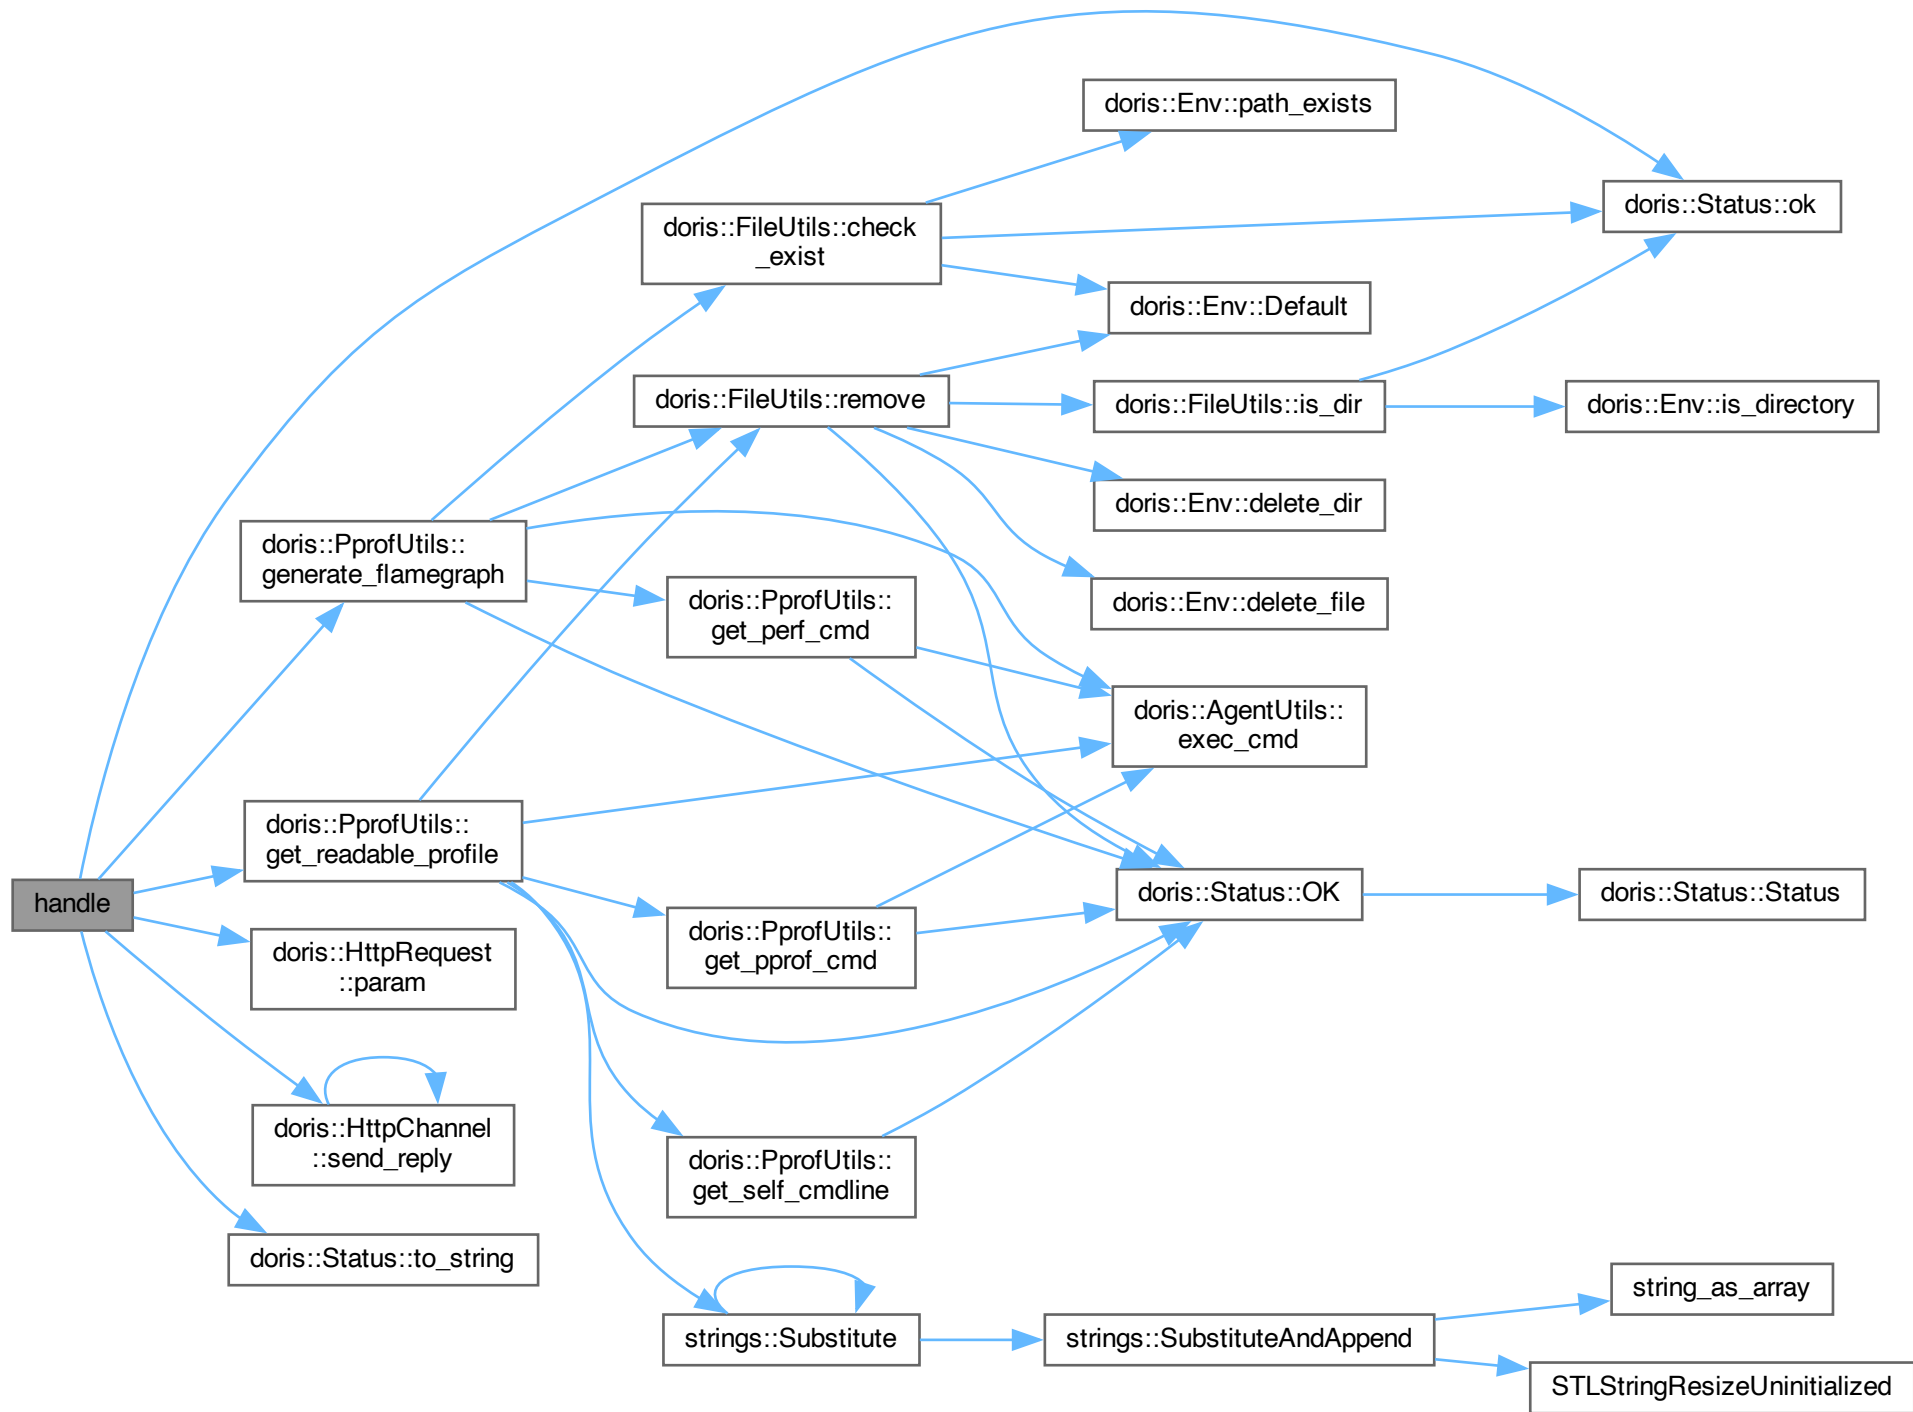 doris::Env::path_exists
doris::Status::ok
doris::FileUtils::check
_exist
doris::Env::Default
doris::FileUtils::remove
doris::FileUtils::is_dir
doris::Env::is_directory
doris::Env::delete_dir
doris::PprofUtils::
generate_flamegraph
doris::Env::delete_file
doris::PprofUtils::
get_perf_cmd
doris::AgentUtils::
exec_cmd
doris::PprofUtils::
get_readable_profile
handle
doris::Status::OK
doris::Status::Status
doris::PprofUtils::
get_pprof_cmd
doris::HttpRequest
::param
doris::HttpChannel
::send_reply
doris::PprofUtils::
get_self_cmdline
doris::Status::to_string
strings::Substitute
strings::SubstituteAndAppend
string_as_array
STLStringResizeUninitialized